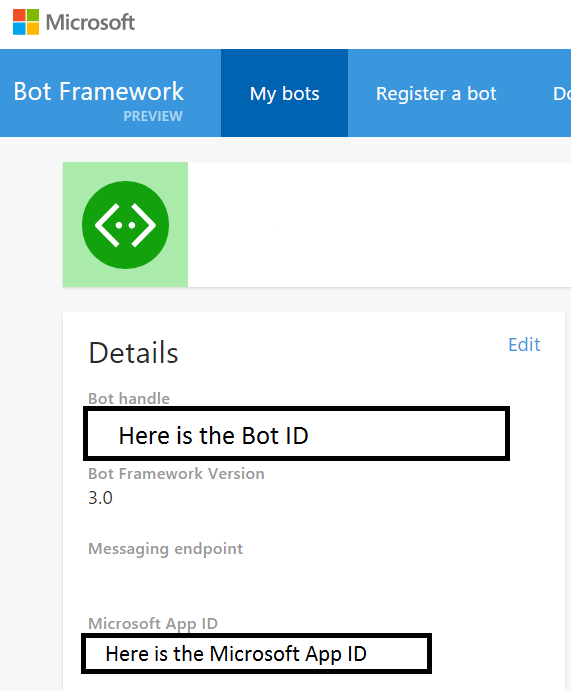 Microsoft
Bot Framework My bots Register a bot Do
PREVIEW
Details Edit
Bot handle
Here is the Bot ID
Bot Framework Version
3.0
Messaging endpoint
Microsoft App ID
Here is the Microsoft App ID